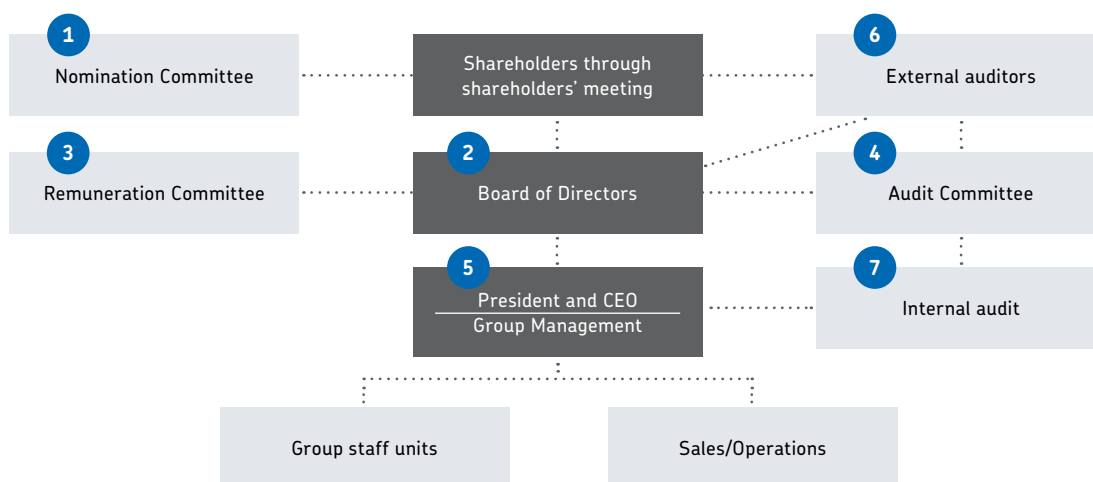 1
Nomination Committee
Shareholders through
shareholders’ meeting
6
External auditors
3
Remuneration Committee
2
Board of Directors
4
Audit Committee
5
President and CEO
Group Management
7
Internal audit
Group staff units
Sales/Operations